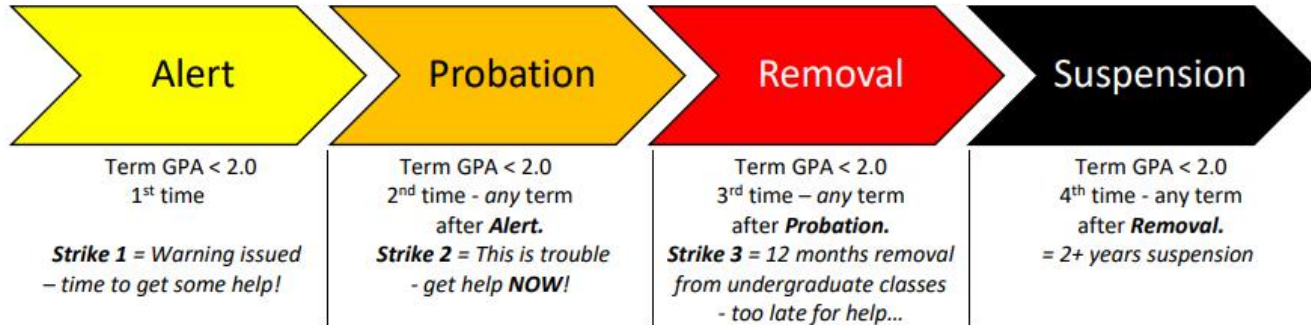 Alert
Probation
Removal
Suspension
Term GPA < 2.0
1st time
Strike 1 = Warning issued
– time to get some help!
Term GPA < 2.0
2nd time - any term
after Alert.
Strike 2 = This is trouble
- get help NOW!
Term GPA < 2.0
3rd time – any term
after Probation.
Strike 3 = 12 months removal
from undergraduate classes
- too late for help...
Term GPA < 2.0
4th time - any term
after Removal.
= 2+ years suspension